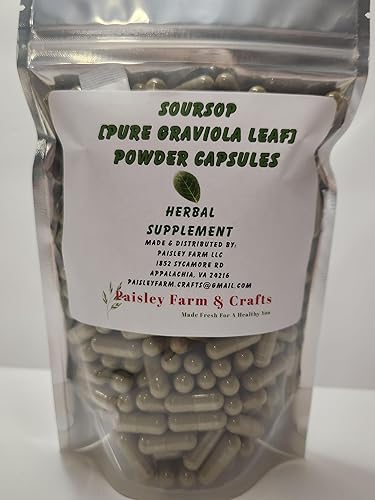 SOURSOP
[PURE GRAVIOLA LEAF]
POWDER CAPSULES
HERBAL
SUPPLEMENT
MADE & DISTRIBUTED BY:
PAISLEY FARM LLC
1852 SYCAMORE RD
APPALACHIA, VA 24216
PAISLEYFARM.CRAFTS@GMAIL.COM
Paisley Farm & Crafts
Made Fresh For A Healthy You